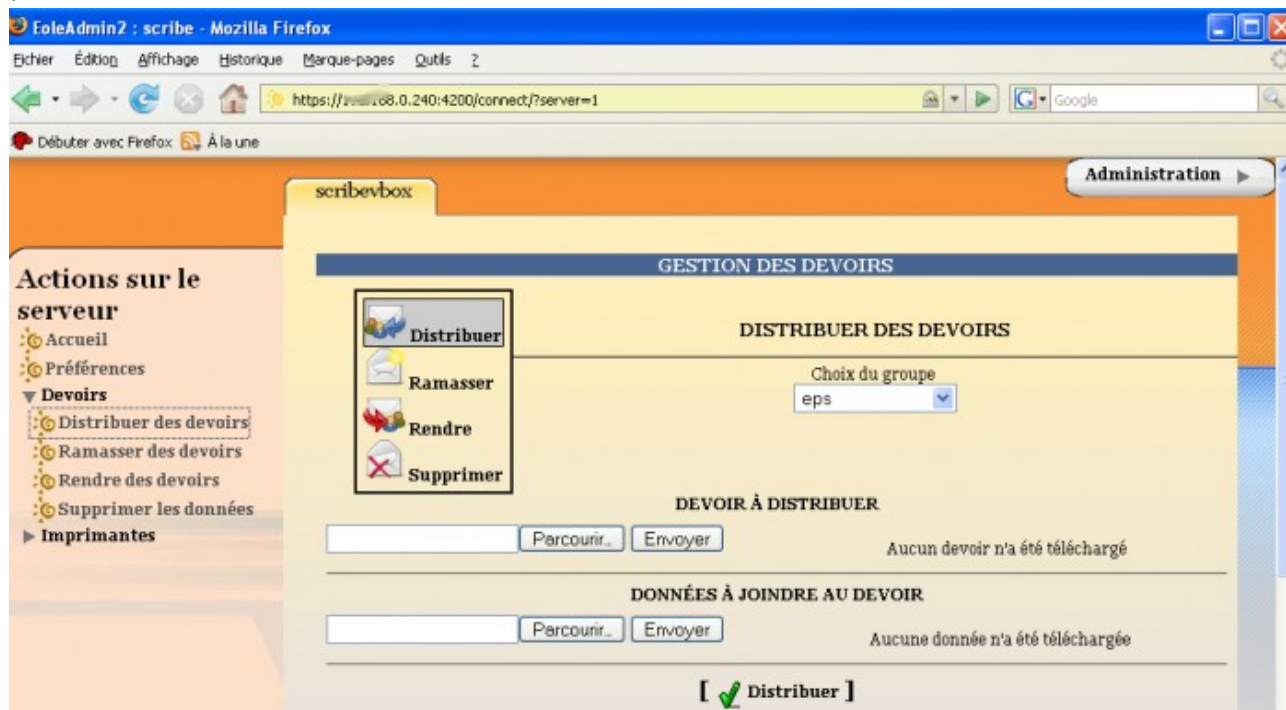 EoleAdmin2 : scribe - Mozilla Firefox
Fichier Édition Affichage Historique Marque-pages Outils ?
8.0.240:4200/connect/?server=1
Google
Débuter avec Firefox À la une
Administration
scribevbox
GESTION DES DEVOIRS
Actions sur le
serveur
Accueil
Préférences
Devoirs
Distribuer des devoirs
Ramasser des devoirs
Rendre des devoirs
Supprimer les données
Imprimantes
Distribuer
Ramasser
Rendre
Supprimer
DISTRIBUER DES DEVOIRS
Choix du groupe
eps
DEVOIR À DISTRIBUER
Parcourir... Envoyer
Aucun devoir n'a été téléchargé
DONNÉES À JOINDRE AU DEVOIR
Parcourir... Envoyer
Aucune donnée n'a été téléchargée
[ Distribuer ]